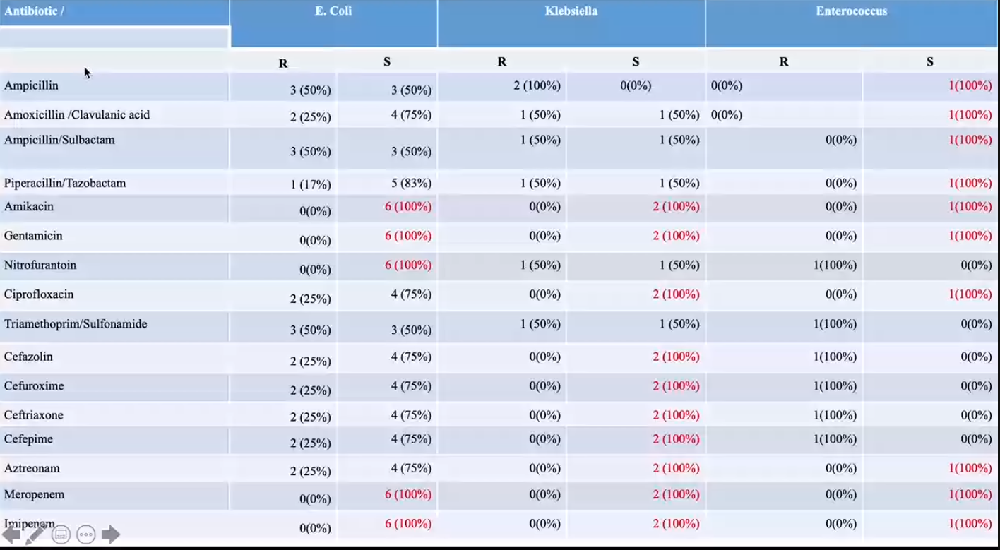 Antibiotic / E. Coli Klebsiella Enterococcus
R S R S R S
Ampicillin 3 (50%) 3 (50%) 2 (100%) 0(0%) 0(0%) 1(100%)
Amoxicillin /Clavulanic acid 2 (25%) 4 (75%) 1 (50%) 1 (50%) 0(0%) 1(100%)
Ampicillin/Sulbactam 3 (50%) 3 (50%) 1 (50%) 1 (50%) 0(0%) 1(100%)
Piperacillin/Tazobactam 1 (17%) 5 (83%) 1 (50%) 1 (50%) 0(0%) 1(100%)
Amikacin 0(0%) 6 (100%) 0(0%) 2 (100%) 0(0%) 1(100%)
Gentamicin 0(0%) 6 (100%) 0(0%) 2 (100%) 0(0%) 1(100%)
Nitrofurantoin 0(0%) 6 (100%) 1 (50%) 1 (50%) 1(100%) 0(0%)
Ciprofloxacin 2 (25%) 4 (75%) 0(0%) 2 (100%) 0(0%) 1(100%)
Triamethoprim/Sulfonamide 3 (50%) 3 (50%) 1 (50%) 1 (50%) 1(100%) 0(0%)
Cefazolin 2 (25%) 4 (75%) 0(0%) 2 (100%) 1(100%) 0(0%)
Cefuroxime 2 (25%) 4 (75%) 0(0%) 2 (100%) 1(100%) 0(0%)
Ceftriaxone 2 (25%) 4 (75%) 0(0%) 2 (100%) 1(100%) 0(0%)
Cefepime 2 (25%) 4 (75%) 0(0%) 2 (100%) 1(100%) 0(0%)
Aztreonam 2 (25%) 4 (75%) 0(0%) 2 (100%) 0(0%) 1(100%)
Meropenem 0(0%) 6 (100%) 0(0%) 2 (100%) 0(0%) 1(100%)
Imipenem 0(0%) 6 (100%) 0(0%) 2 (100%) 0(0%) 1(100%)